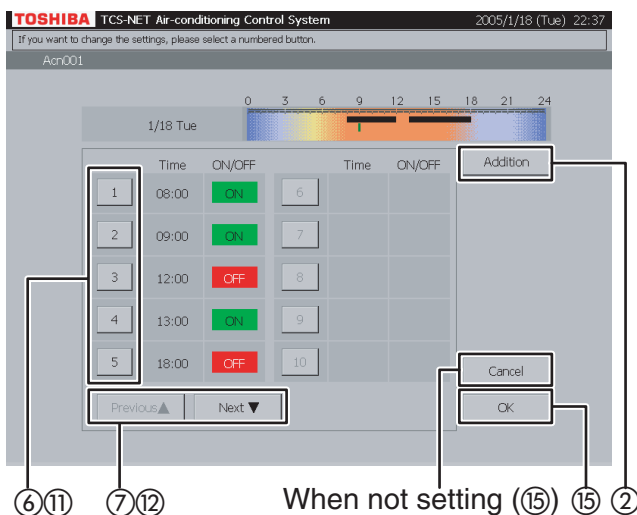 TOSHIBA TCS-NET Air-conditioning Control System 2005/1/18 (Tue) 22:37
If you want to change the settings, please select a numbered button.
Acn001
0 3 6 9 12 15 18 21 24
1/18 Tue
Time ON/OFF Time ON/OFF Addition
1 08:00 ON 6
2 09:00 ON 7
3 12:00 OFF 8
4 13:00 ON 9
5 18:00 OFF 10
Cancel
Previous▲ Next▼ OK
⑥⑪ ⑦⑫ When not setting (⑮) ⑮ ②